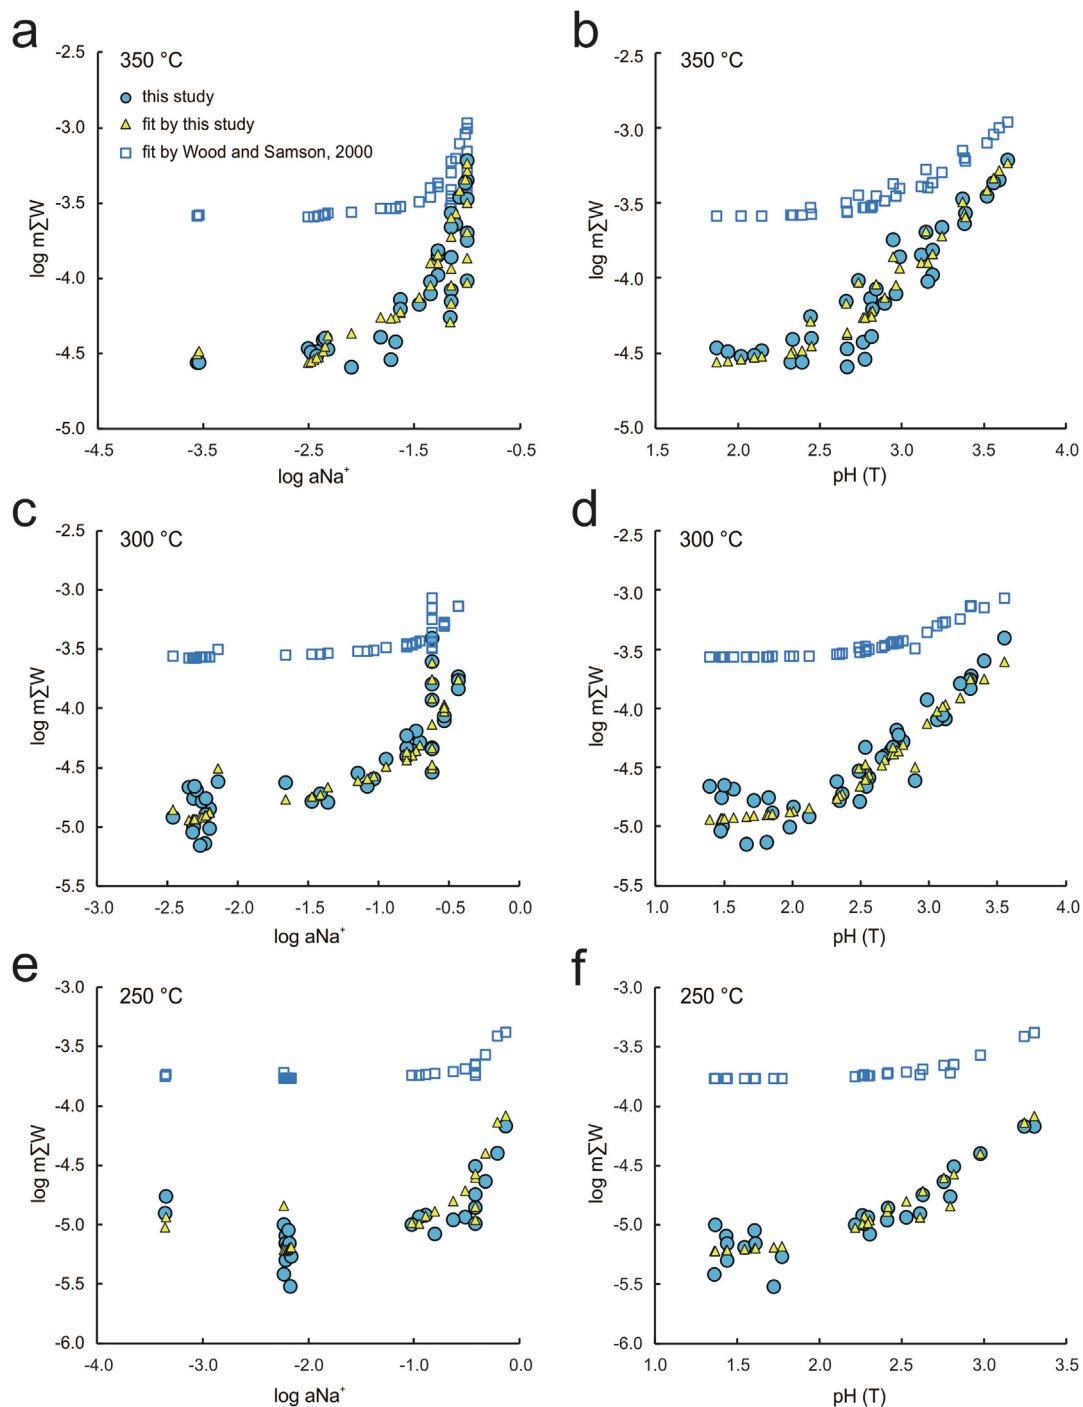 a
350 °C
this study
fit by this study
fit by Wood and Samson, 2000
-2.5
-3.0
-3.5
-4.0
-4.5
-5.0
log m∑W
-4.5 -3.5 -2.5 -1.5 -0.5
log aNa⁺
b
350 °C
-2.5
-3.0
-3.5
-4.0
-4.5
-5.0
log m∑W
1.5 2.0 2.5 3.0 3.5 4.0
pH (T)
c
300 °C
-2.5
-3.0
-3.5
-4.0
-4.5
-5.0
-5.5
log m∑W
-3.0 -2.0 -1.0 0.0
log aNa⁺
d
300 °C
-2.5
-3.0
-3.5
-4.0
-4.5
-5.0
-5.5
log m∑W
1.0 1.5 2.0 2.5 3.0 3.5 4.0
pH (T)
e
250 °C
-3.0
-3.5
-4.0
-4.5
-5.0
-5.5
-6.0
log m∑W
-4.0 -3.0 -2.0 -1.0 0.0
log aNa⁺
f
250 °C
-3.0
-3.5
-4.0
-4.5
-5.0
-5.5
-6.0
log m∑W
1.0 1.5 2.0 2.5 3.0 3.5
pH (T)